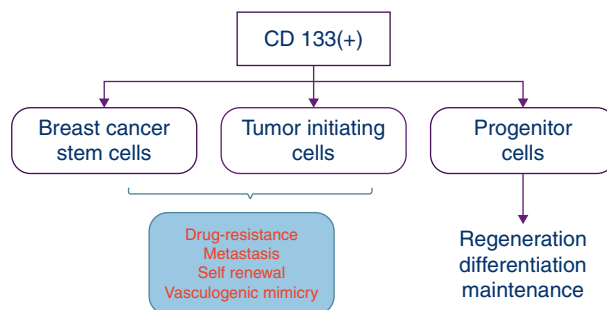 CD 133(+)
Breast cancer
stem cells
Tumor initiating
cells
Progenitor
cells
Drug-resistance
Metastasis
Self renewal
Vasculogenic mimicry
Regeneration
differentiation
maintenance